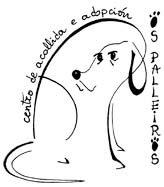 centro de acollida e adopción
OS PALLEIROS